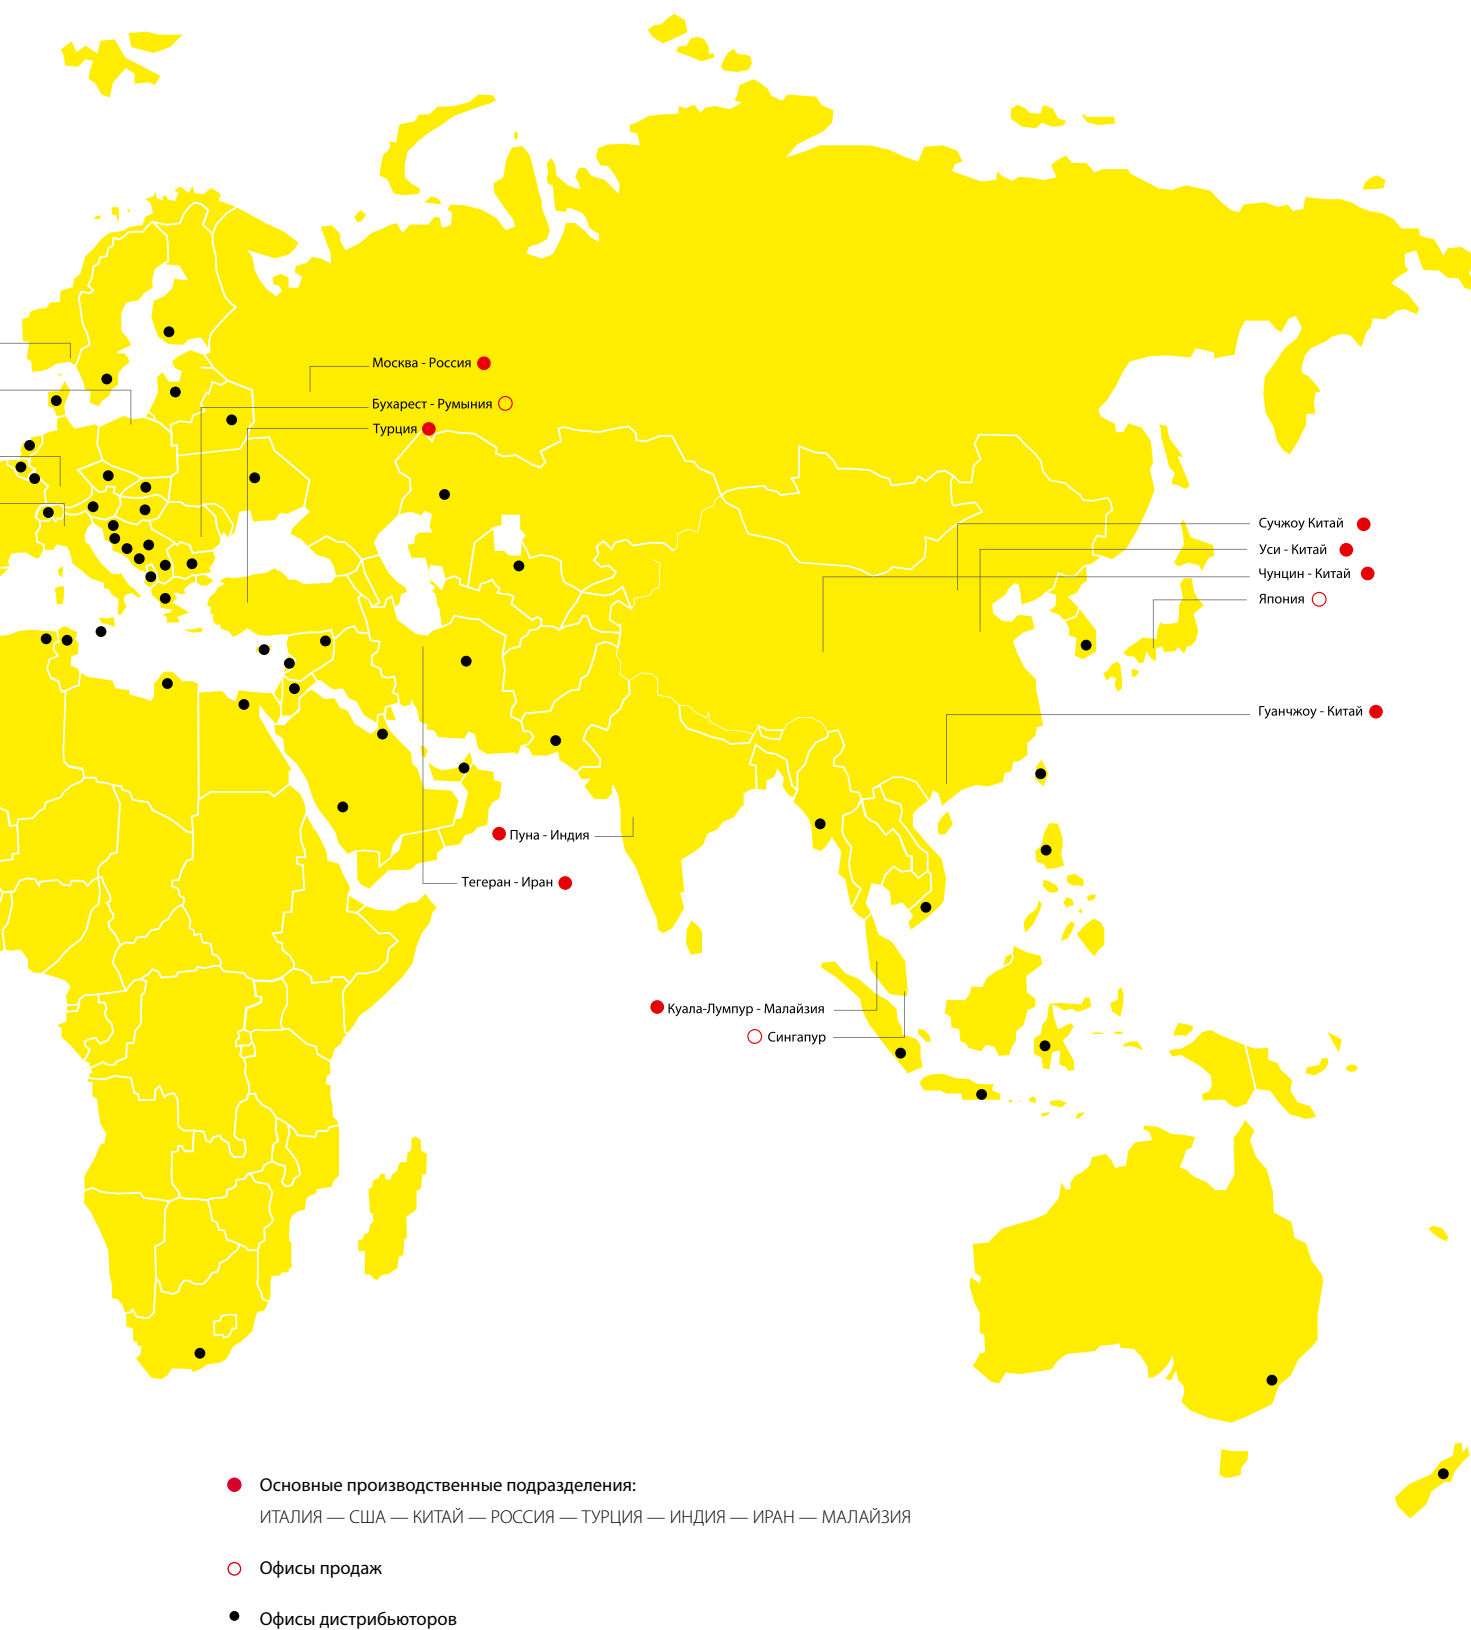 Москва - Россия
Бухарест - Румыния
Турция
Сучжоу Китай
Уси - Китай
Чунцин - Китай
Япония
Гуанчжоу - Китай
Пуна - Индия
Тегеран - Иран
Куала-Лумпур - Малайзия
Сингапур
Основные производственные подразделения:
ИТАЛИЯ — США — КИТАЙ — РОССИЯ — ТУРЦИЯ — ИНДИЯ — ИРАН — МАЛАЙЗИЯ
Офисы продаж
Офисы дистрибьюторов